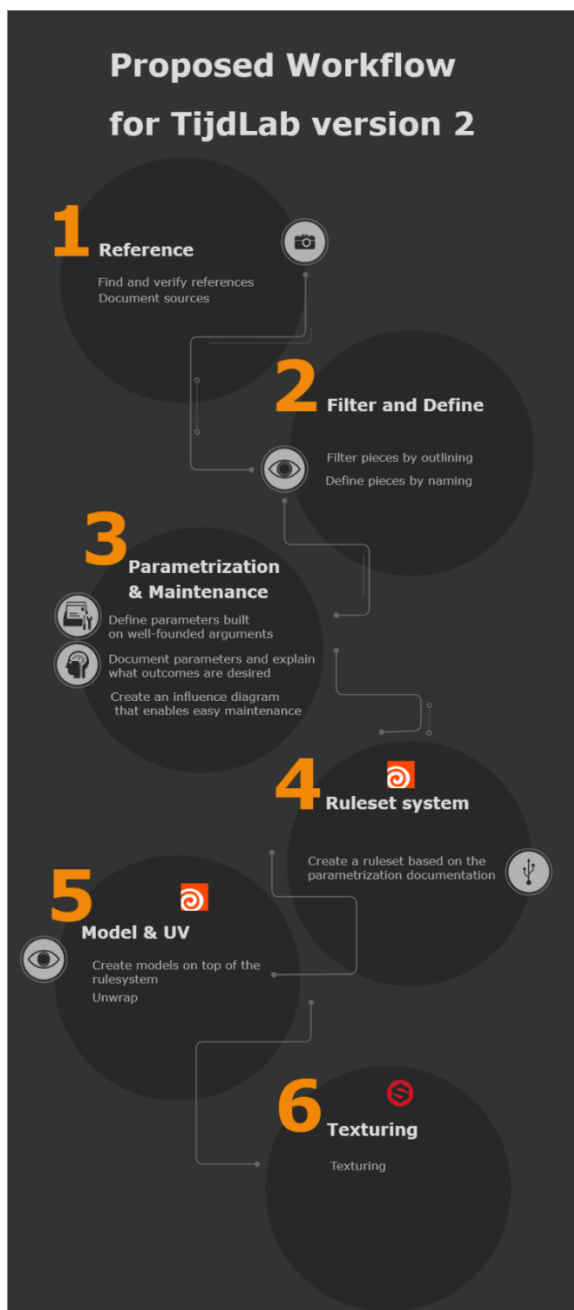 Proposed Workflow
for TijdLab version 2
1
Reference
Find and verify references
Document sources
2
Filter and Define
Filter pieces by outlining
Define pieces by naming
3
Parametrization
& Maintenance
Define parameters built
on well-founded arguments
Document parameters and explain
what outcomes are desired
Create an influence diagram
that enables easy maintenance
4
Ruleset system
Create a ruleset based on the
parametrization documentation
5
Model & UV
Create models on top of the
rulesystem
Unwrap
6
Texturing
Texturing